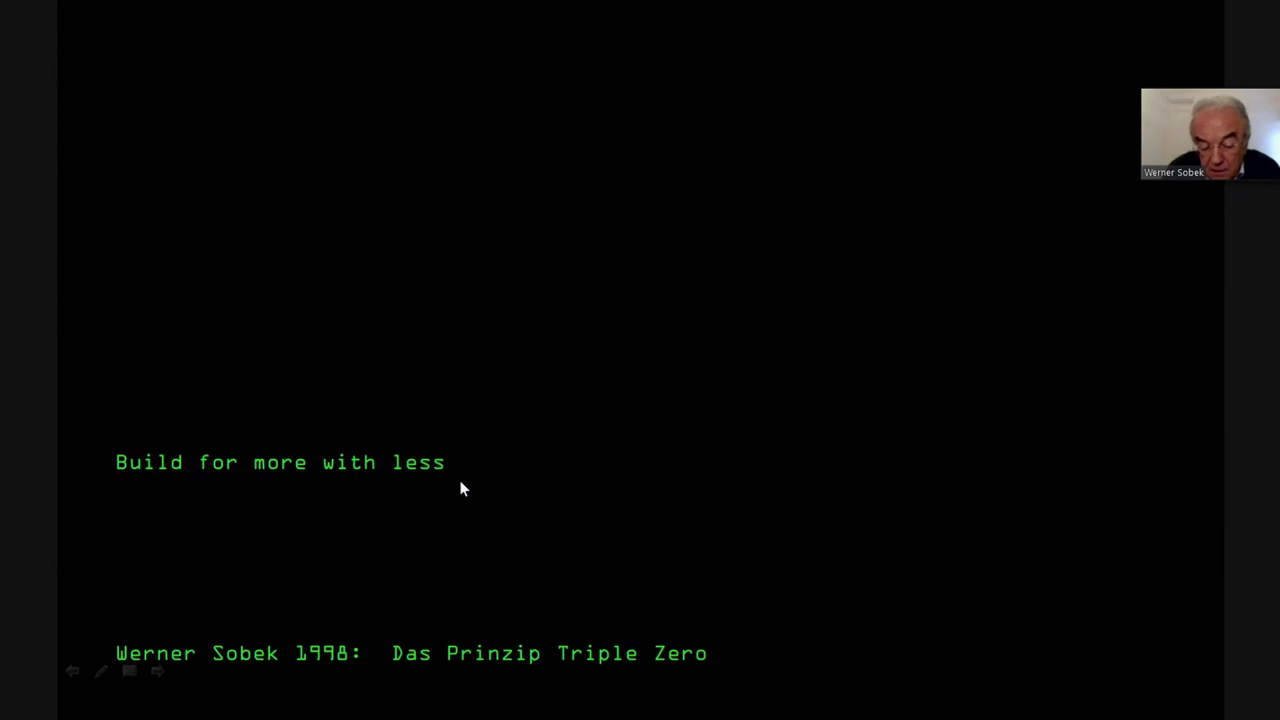 Werner Sobek
Build for more with less
Werner Sobek 1998: Das Prinzip Triple Zero